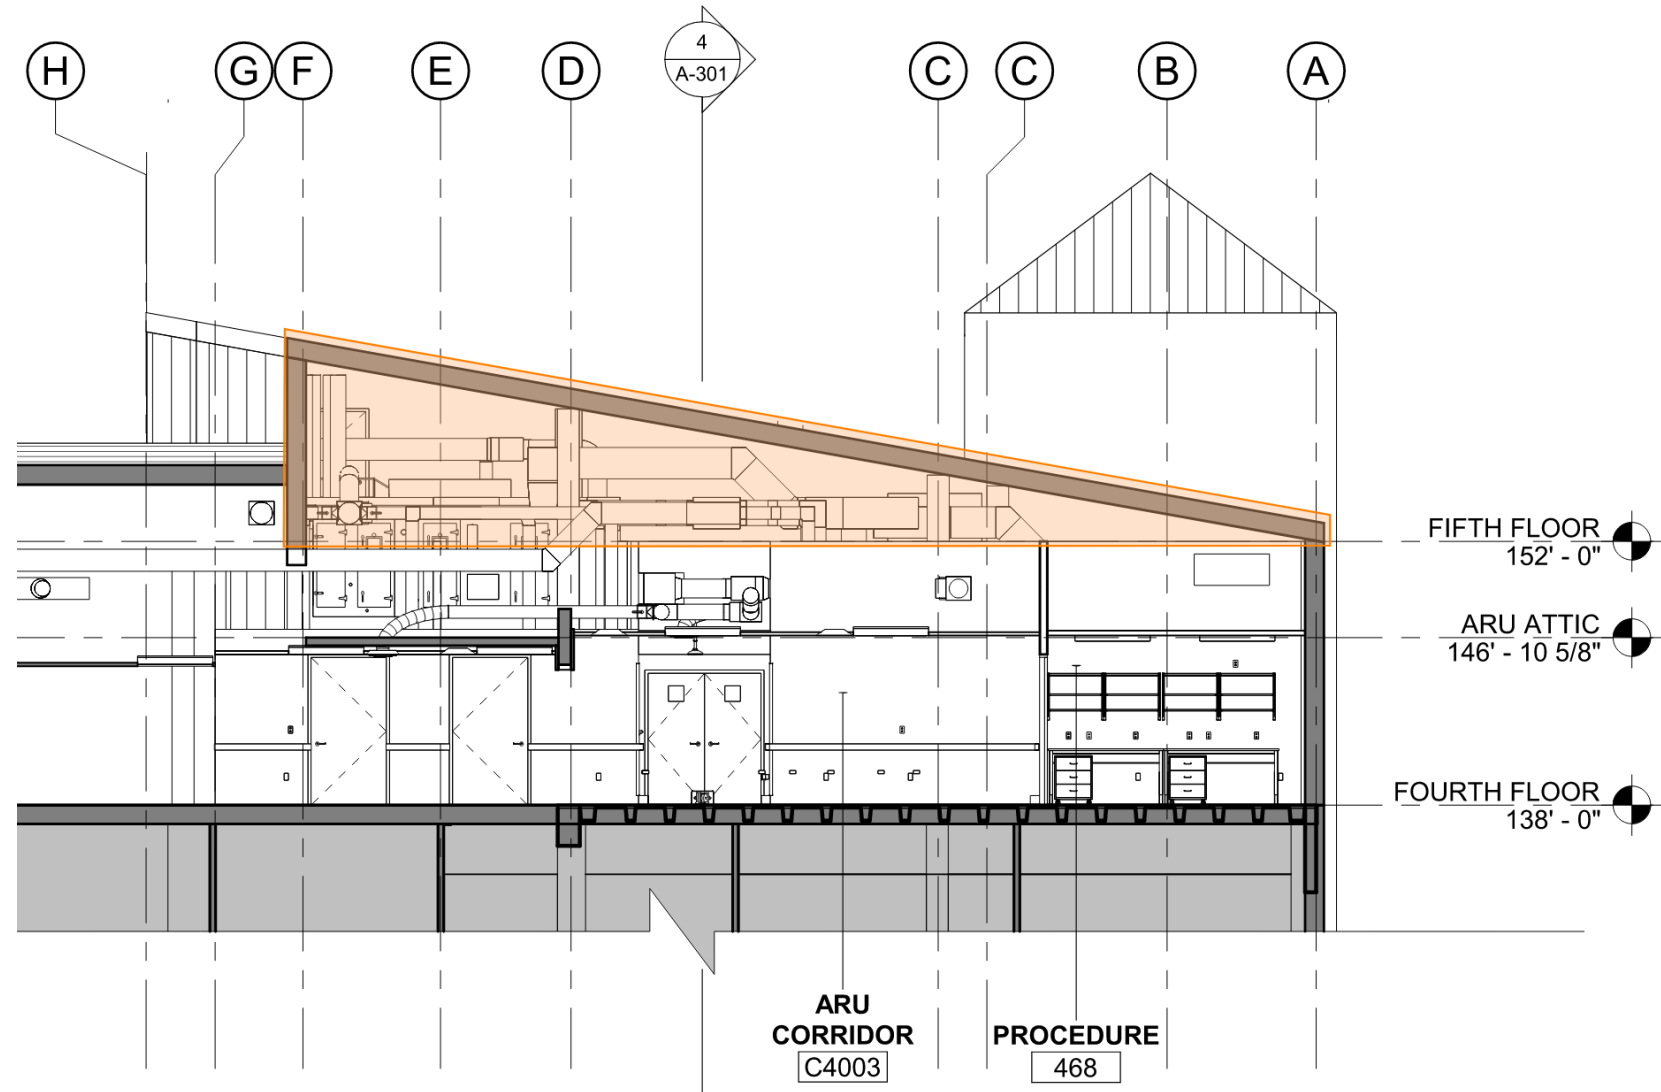 H
G
F
E
D
4
A-301
C
C
B
A
FIFTH FLOOR
152' - 0"
ARU ATTIC
146' - 10 5/8"
FOURTH FLOOR
138' - 0"
ARU
CORRIDOR
C4003
PROCEDURE
468